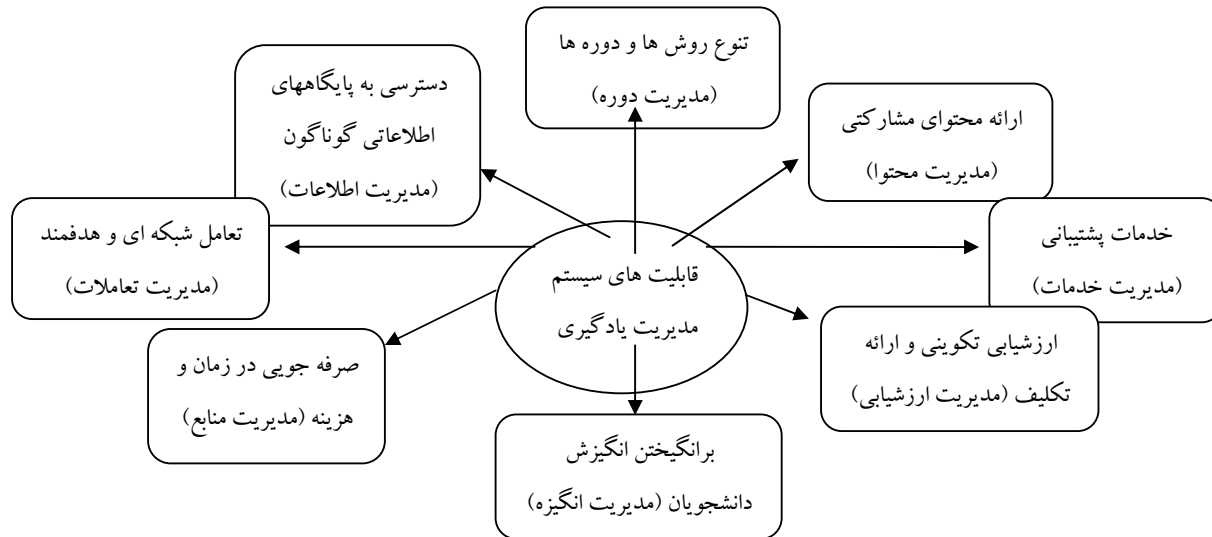 تنوع روش ها و دوره ها
(مدیریت دوره)
ارائه محتوای مشارکتی
(مدیریت محتوا)
خدمات پشتیبانی
(مدیریت خدمات)
ارزشیابی تکوینی و ارائه
تکلیف (مدیریت ارزشیابی)
برانگیختن انگیزش
دانشجویان (مدیریت انگیزه)
صرفه جویی در زمان و
هزینه (مدیریت منابع)
تعامل شبکه ای و هدفمند
(مدیریت تعاملات)
دسترسی به پایگاههای
اطلاعاتی گوناگون
(مدیریت اطلاعات)
قابلیت های سیستم
مدیریت یادگیری